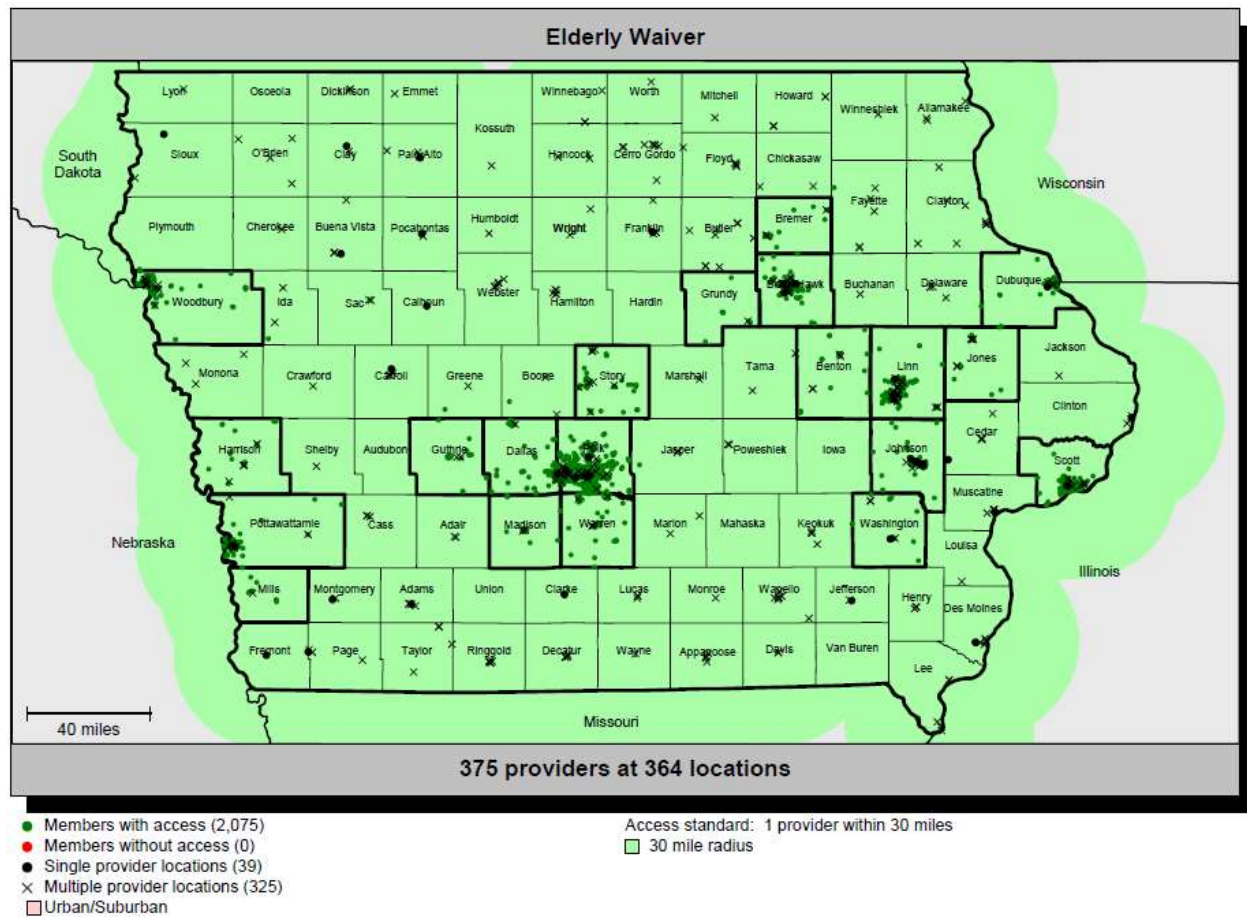 Elderly Waiver
Lyon Osceola Dickinson Emmet Winnebago Worth Mitchell Howard Winneshiek Allamakee
Kossuth
South Dakota
Sioux O'Brien Clay Palo Alto Hancock Cerro Gordo Floyd Chickasaw
Wisconsin
Plymouth Cherokee Buena Vista Pocahontas Humboldt Wright Franklin Butler Bremer Fayette Clayton
Woodbury Ida Sac Calhoun Webster Hamilton Hardin Grundy Black Hawk Buchanan Delaware Dubuque
Monona Crawford Carroll Greene Boone Story Marshall Tama Benton Linn Jones Jackson
Clinton
Cedar
Harrison Shelby Audubon Guthrie Dallas Polk Jasper Poweshiek Iowa Johnson Scott
Muscatine
Nebraska
Pottawattamie Cass Adair Madison Warren Marion Mahaska Keokuk Washington Louisa
Illinois
Mills Montgomery Adams Union Clarke Lucas Monroe Wapello Jefferson Henry Des Moines
Fremont Page Taylor Ringgold Decatur Wayne Appanoose Davis Van Buren Lee
40 miles
Missouri
375 providers at 364 locations
Members with access (2,075)
Members without access (0)
Single provider locations (39)
Multiple provider locations (325)
Urban/Suburban
Access standard: 1 provider within 30 miles
30 mile radius